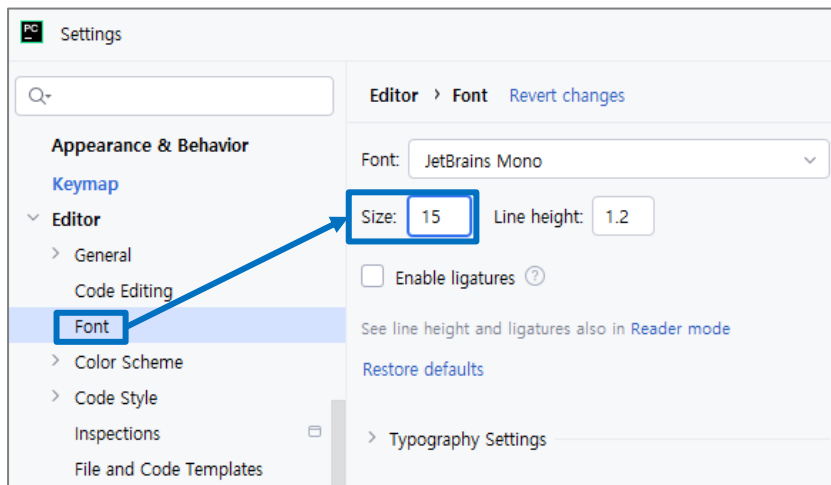 PC
Settings
Q
Appearance & Behavior
Keymap
Editor
General
Code Editing
Font
Color Scheme
Code Style
Inspections
File and Code Templates
Editor › Font Revert changes
Font: JetBrains Mono
Size: 15 Line height: 1.2
Enable ligatures ?
See line height and ligatures also in Reader mode
Restore defaults
Typography Settings